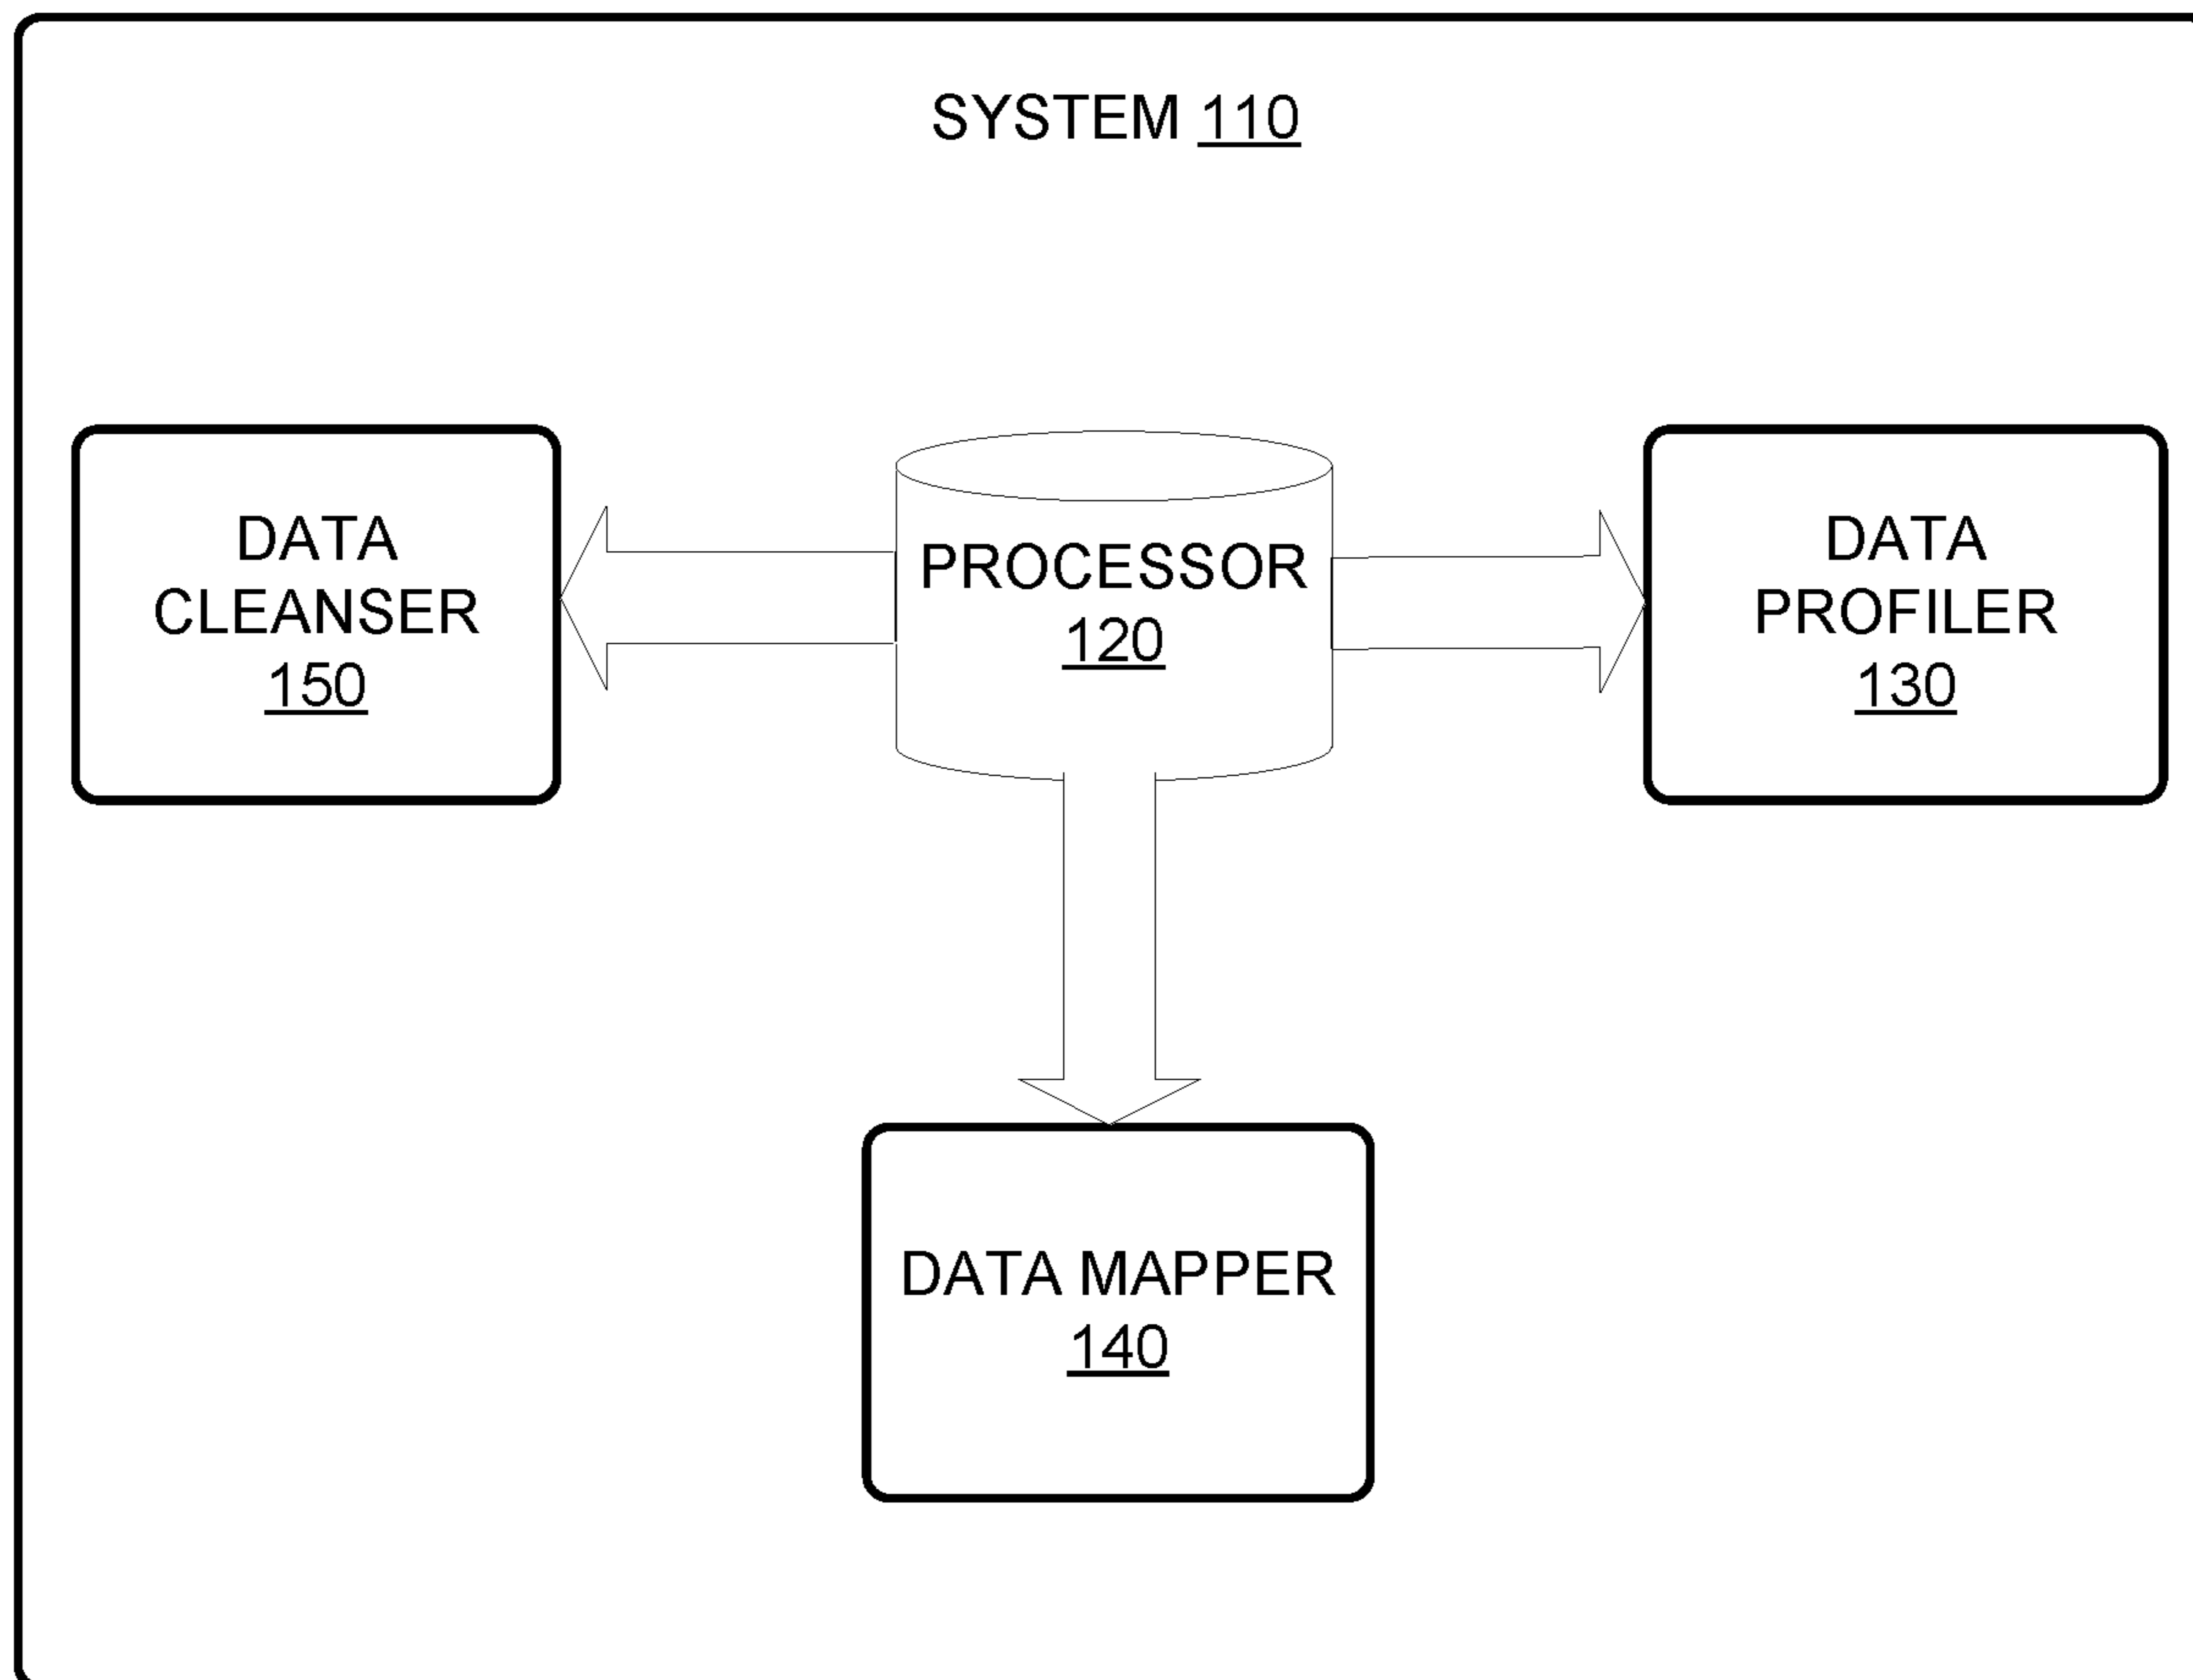 SYSTEM 110
DATA
CLEANSER
150
PROCESSOR
120
DATA
PROFILER
130
DATA MAPPER
140